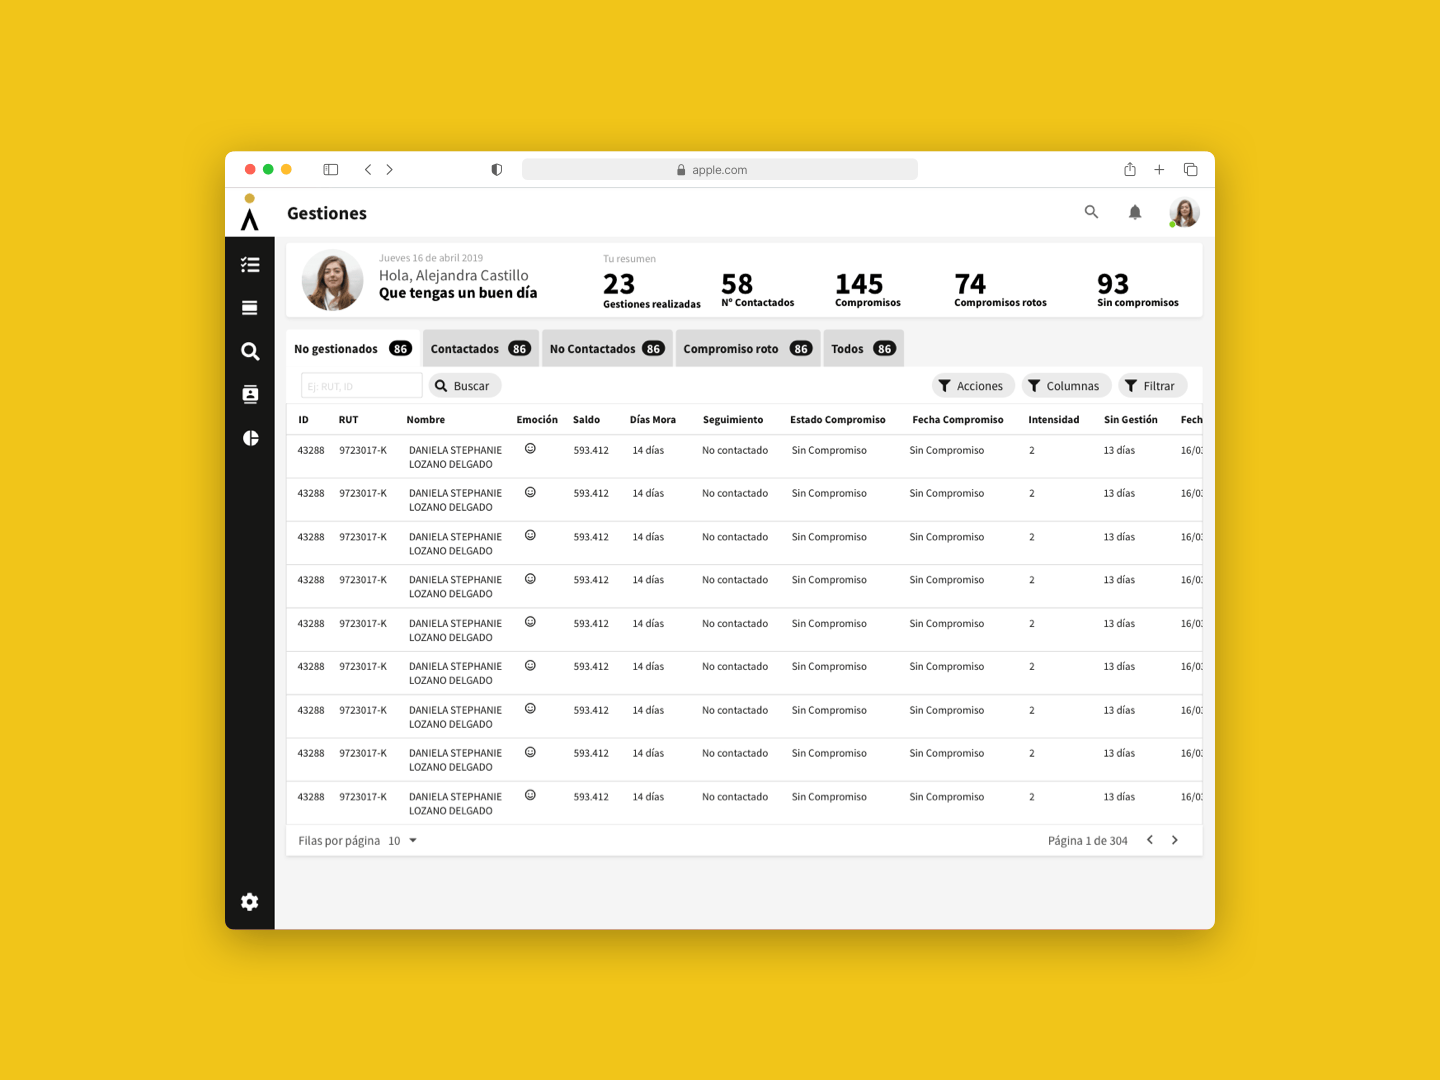 apple.com
Gestiones
Jueves 16 de abril 2019
Hola, Alejandra Castillo
Que tengas un buen día
Tu resumen
23
Gestiones realizadas
58
Nº Contactados
145
Compromisos
74
Compromisos rotos
93
Sin compromisos
No gestionados 86
Contactados 86
No Contactados 86
Compromiso roto 86
Todos 86
Ej: RUT, ID
Buscar
Acciones
Columnas
Filtrar
ID RUT Nombre Emoción Saldo Días Mora Seguimiento Estado Compromiso Fecha Compromiso Intensidad Sin Gestión Fech
43288 9723017-K DANIELA STEPHANIE 593.412 14 días No contactado Sin Compromiso Sin Compromiso 2 13 días 16/03
LOZANO DELGADO
43288 9723017-K DANIELA STEPHANIE 593.412 14 días No contactado Sin Compromiso Sin Compromiso 2 13 días 16/03
LOZANO DELGADO
43288 9723017-K DANIELA STEPHANIE 593.412 14 días No contactado Sin Compromiso Sin Compromiso 2 13 días 16/03
LOZANO DELGADO
43288 9723017-K DANIELA STEPHANIE 593.412 14 días No contactado Sin Compromiso Sin Compromiso 2 13 días 16/03
LOZANO DELGADO
43288 9723017-K DANIELA STEPHANIE 593.412 14 días No contactado Sin Compromiso Sin Compromiso 2 13 días 16/03
LOZANO DELGADO
43288 9723017-K DANIELA STEPHANIE 593.412 14 días No contactado Sin Compromiso Sin Compromiso 2 13 días 16/03
LOZANO DELGADO
43288 9723017-K DANIELA STEPHANIE 593.412 14 días No contactado Sin Compromiso Sin Compromiso 2 13 días 16/03
LOZANO DELGADO
43288 9723017-K DANIELA STEPHANIE 593.412 14 días No contactado Sin Compromiso Sin Compromiso 2 13 días 16/03
LOZANO DELGADO
43288 9723017-K DANIELA STEPHANIE 593.412 14 días No contactado Sin Compromiso Sin Compromiso 2 13 días 16/03
LOZANO DELGADO
Filas por página 10
Página 1 de 304